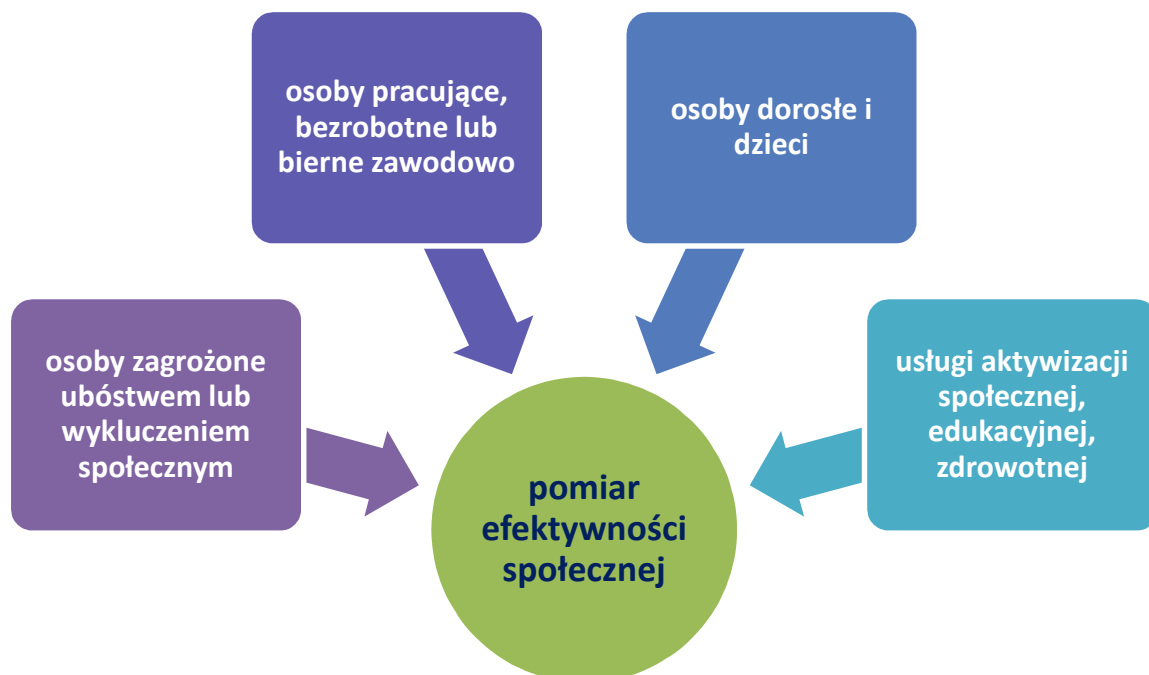 osoby pracujące,
bezrobotne lub
bierne zawodowo
osoby dorosłe i
dzieci
osoby zagrożone
ubóstwem lub
wykluczeniem
społecznym
usługi aktywizacji
społecznej,
edukacyjnej,
zdrowotnej
pomiar
efektywności
społecznej